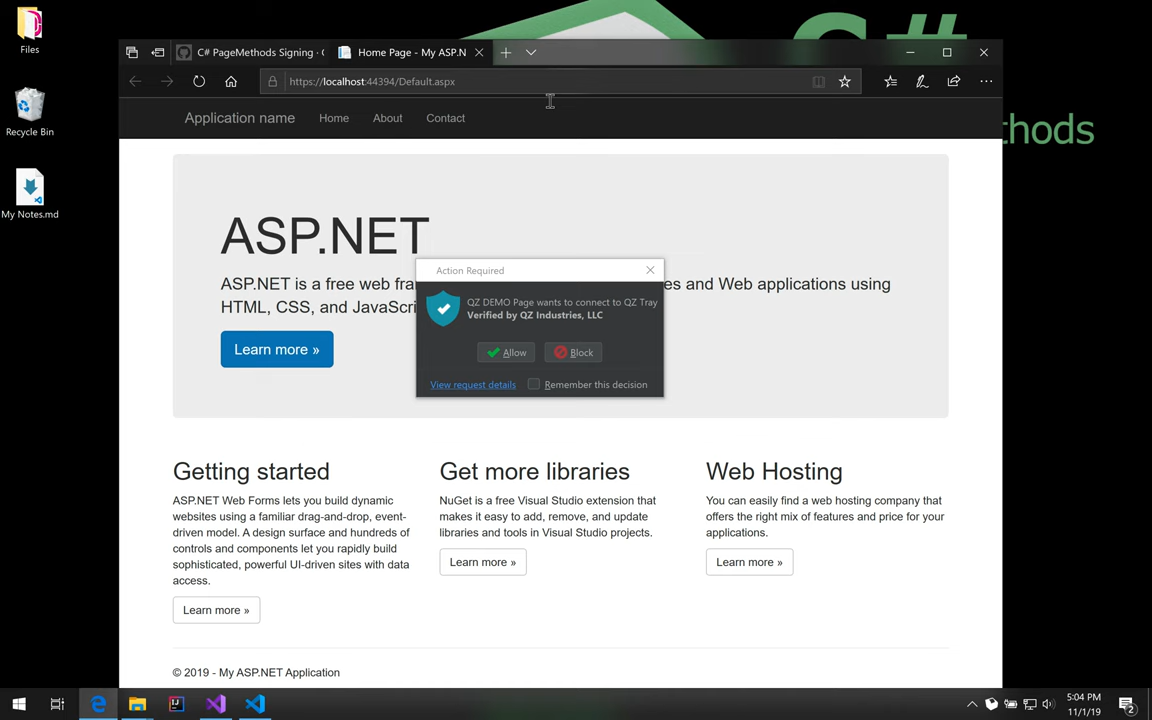 Files
Recycle Bin
My Notes.md
C#
thods
C# PageMethods Signing · (
Home Page - My ASP.N
https://localhost:44394/Default.aspx
Application name
Home
About
Contact
ASP.NET
ASP.NET is a free web fra
es and Web applications using
HTML, CSS, and JavaScri
Learn more »
Action Required
QZ DEMO Page wants to connect to QZ Tray
Verified by QZ Industries, LLC
Allow
Block
View request details
Remember this decision
Getting started
ASP.NET Web Forms lets you build dynamic
websites using a familiar drag-and-drop, event-
driven model. A design surface and hundreds of
controls and components let you rapidly build
sophisticated, powerful UI-driven sites with data
access.
Learn more »
Get more libraries
NuGet is a free Visual Studio extension that
makes it easy to add, remove, and update
libraries and tools in Visual Studio projects.
Learn more »
Web Hosting
You can easily find a web hosting company that
offers the right mix of features and price for your
applications.
Learn more »
© 2019 - My ASP.NET Application
5:04 PM
11/1/19
2